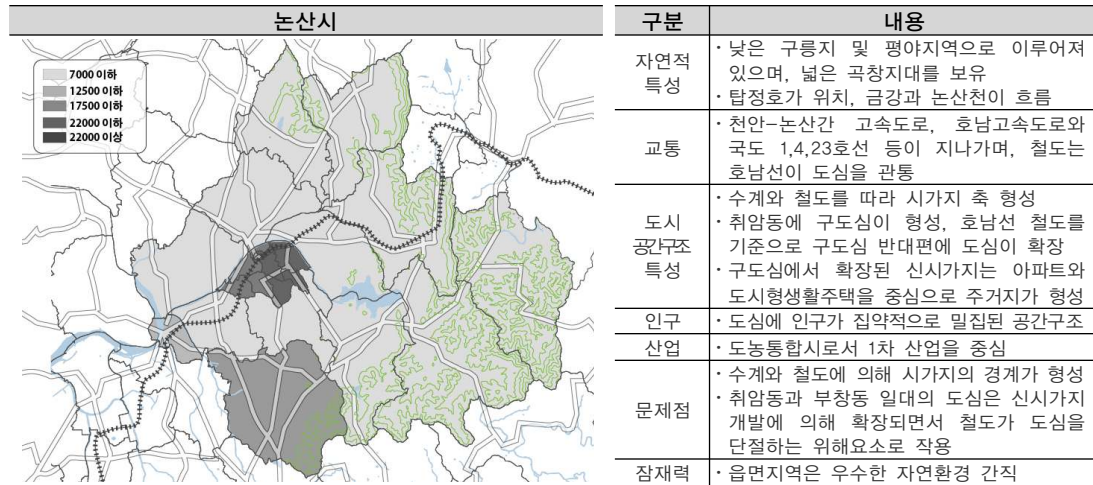 논산시
7000 이하
12500 이하
17500 이하
22000 이하
22000 이상
구분 내용
자연적
특성
· 낮은 구릉지 및 평야지역으로 이루어져
있으며, 넓은 곡창지대를 보유
· 탑정호가 위치, 금강과 논산천이 흐름
교통
· 천안-논산간 고속도로, 호남고속도로와
국도 1,4,23호선 등이 지나가며, 철도는
호남선이 도심을 관통
도시
공간구조
특성
· 수계와 철도를 따라 시가지 축 형성
· 취암동에 구도심이 형성, 호남선 철도를
기준으로 구도심 반대편에 도심이 확장
· 구도심에서 확장된 신시가지는 아파트와
도시형생활주택을 중심으로 주거지가 형성
인구
· 도심에 인구가 집약적으로 밀집된 공간구조
산업
· 도농통합시로서 1차 산업을 중심
문제점
· 수계와 철도에 의해 시가지의 경계가 형성
· 취암동과 부창동 일대의 도심은 신시가지
개발에 의해 확장되면서 철도가 도심을
단절하는 위해요소로 작용
잠재력
· 읍면지역은 우수한 자연환경 간직